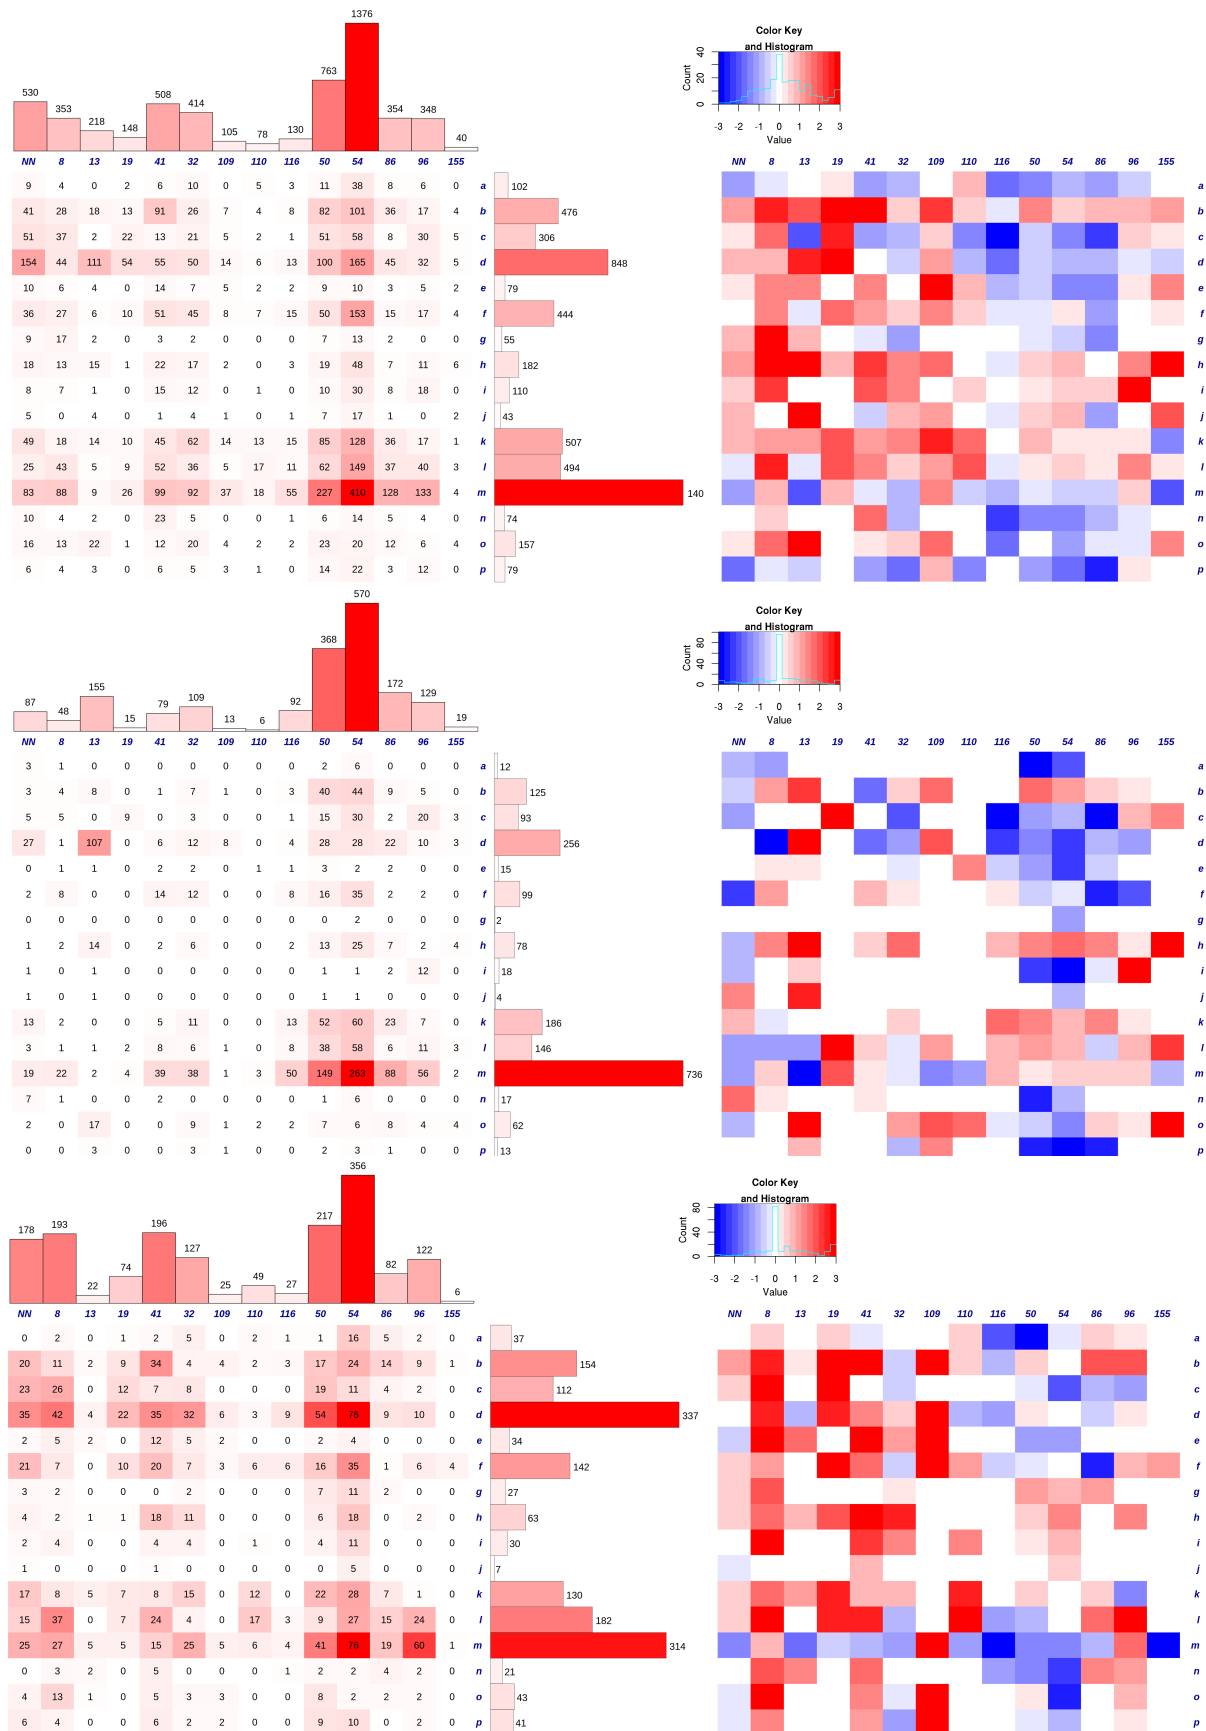 1376
763
530
508
414
353
354
348
218
148
105
78
130
40
Color Key
and Histogram
Count
0 20 40
-3 -1 0 1 2 3
Value
NN 8 13 19 41 32 109 110 116 50 54 86 96 155
NN 8 13 19 41 32 109 110 116 50 54 86 96 155
9 4 0 2 6 10 0 5 3 11 38 8 6 0 a 102 a
41 28 18 13 91 26 7 4 8 82 101 36 17 4 b 476 b
51 37 2 22 13 21 5 2 1 51 58 8 30 5 c 306 c
154 44 111 54 55 50 14 6 13 100 165 45 32 5 d 848 d
10 6 4 0 14 7 5 2 2 9 10 3 5 2 e 79 e
36 27 6 10 51 45 8 7 15 50 153 15 17 4 f 444 f
9 17 2 0 3 2 0 0 0 7 13 2 0 0 g 55 g
18 13 15 1 22 17 2 0 3 19 48 7 11 6 h 182 h
8 7 1 0 15 12 0 1 0 10 30 8 18 0 i 110 i
5 0 4 0 1 4 1 0 1 7 17 1 0 2 j 43 j
49 18 14 10 45 62 14 13 15 85 128 36 17 1 k 507 k
25 43 5 9 52 36 5 17 11 62 149 37 40 3 l 494 l
83 88 9 26 99 92 37 18 55 227 410 128 133 4 m 140 m
10 4 2 0 23 5 0 0 1 6 14 5 4 0 n 74 n
16 13 22 1 12 20 4 2 2 23 20 12 6 4 o 157 o
6 4 3 0 6 5 3 1 0 14 22 3 12 0 p 79 p
570
368
155
172
129
109
87
79
92
48
15
13
6
19
Color Key
and Histogram
Count
0 40 80
-3 -2 -1 0 1 2 3
Value
NN 8 13 19 41 32 109 110 116 50 54 86 96 155
NN 8 13 19 41 32 109 110 116 50 54 86 96 155
3 1 0 0 0 0 0 0 0 2 6 0 0 0 a 12 a
3 4 8 0 1 7 1 0 3 40 44 9 5 0 b 125 b
5 5 0 9 0 3 0 0 1 15 30 2 20 3 c 93 c
27 1 107 0 6 12 8 0 4 28 28 22 10 3 d 256 d
0 1 1 0 2 2 0 1 1 3 2 2 0 0 e 15 e
2 8 0 0 14 12 0 0 8 16 35 2 2 0 f 99 f
0 0 0 0 0 0 0 0 0 0 2 0 0 0 g 2 g
1 2 14 0 2 6 0 0 2 13 25 7 2 4 h 78 h
1 0 1 0 0 0 0 0 0 1 1 2 12 0 i 18 i
1 0 1 0 0 0 0 0 0 1 1 0 0 0 j 4 j
13 2 0 0 5 11 0 0 13 52 60 23 7 0 k 186 k
3 1 1 2 8 6 1 0 8 38 58 6 11 3 l 146 l
19 22 2 4 39 38 1 3 50 149 263 88 56 2 m 736 m
7 1 0 0 2 0 0 0 0 1 6 0 0 0 n 17 n
2 0 17 0 0 9 1 2 2 7 6 8 4 4 o 62 o
0 0 3 0 0 3 1 0 0 2 3 1 0 0 p 13 p
356
217
178
193
196
127
122
74
82
22
25
49
27
6
Color Key
and Histogram
Count
0 40 80
-3 -2 -1 0 1 2 3
Value
NN 8 13 19 41 32 109 110 116 50 54 86 96 155
NN 8 13 19 41 32 109 110 116 50 54 86 96 155
0 2 0 1 2 5 0 2 1 1 16 5 2 0 a 37 a
20 11 2 9 34 4 4 2 3 17 24 14 9 1 b 154 b
23 26 0 12 7 8 0 0 0 19 11 4 2 0 c 112 c
35 42 4 22 35 32 6 3 9 54 76 9 10 0 d 337 d
2 5 2 0 12 5 2 0 0 2 4 0 0 0 e 34 e
21 7 0 10 20 7 3 6 6 16 35 1 6 4 f 142 f
3 2 0 0 0 2 0 0 0 7 11 2 0 0 g 27 g
4 2 1 1 18 11 0 0 0 6 18 0 2 0 h 63 h
2 4 0 0 4 4 0 1 0 4 11 0 0 0 i 30 i
1 0 0 0 1 0 0 0 0 0 5 0 0 0 j 7 j
17 8 5 7 8 15 0 12 0 22 28 7 1 0 k 130 k
15 37 0 7 24 4 0 17 3 9 27 15 24 0 l 182 l
25 27 5 5 15 25 5 6 4 41 76 19 60 1 m 314 m
0 3 2 0 5 0 0 0 1 2 2 4 2 0 n 21 n
4 13 1 0 5 3 3 0 0 8 2 2 2 0 o 43 o
6 4 0 0 6 2 2 0 0 9 10 0 2 0 p 41 p